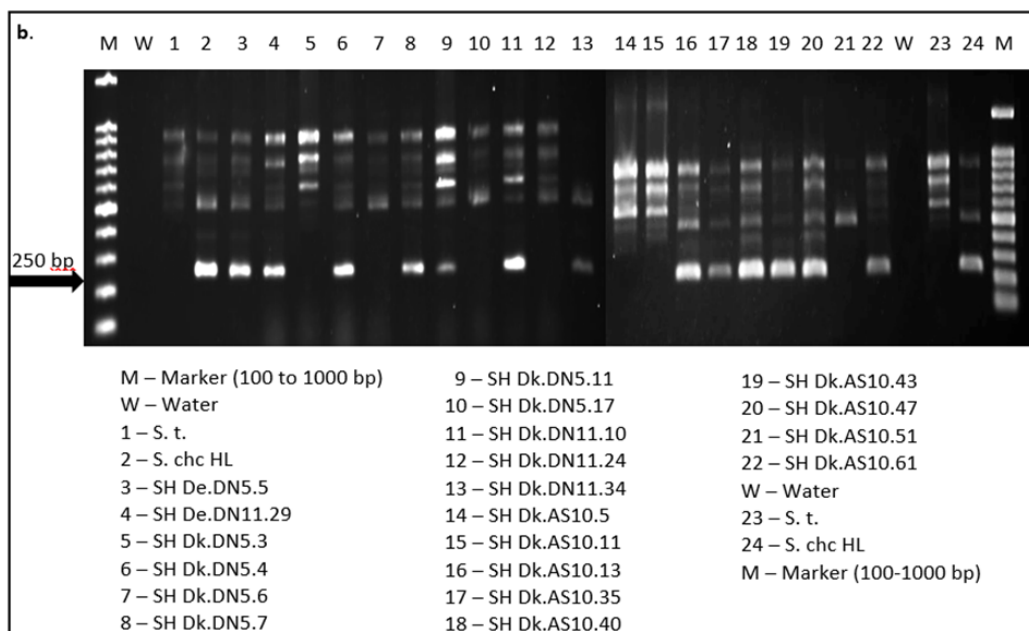 b.
M W 1 2 3 4 5 6 7 8 9 10 11 12 13 14 15 16 17 18 19 20 21 22 W 23 24 M
250 bp
M – Marker (100 to 1000 bp)
W – Water
1 – S. t.
2 – S. chc HL
3 – SH De.DN5.5
4 – SH De.DN11.29
5 – SH Dk.DN5.3
6 – SH Dk.DN5.4
7 – SH Dk.DN5.6
8 – SH Dk.DN5.7
9 – SH Dk.DN5.11
10 – SH Dk.DN5.17
11 – SH Dk.DN11.10
12 – SH Dk.DN11.24
13 – SH Dk.DN11.34
14 – SH Dk.AS10.5
15 – SH Dk.AS10.11
16 – SH Dk.AS10.13
17 – SH Dk.AS10.35
18 – SH Dk.AS10.40
19 – SH Dk.AS10.43
20 – SH Dk.AS10.47
21 – SH Dk.AS10.51
22 – SH Dk.AS10.61
W – Water
23 – S. t.
24 – S. chc HL
M – Marker (100-1000 bp)